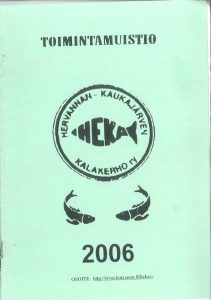 TOIMINTAMUISTIO
HERVANNAN - KAUKAJÄRVEN
HEKA
KALAKERHO ry
2006
OSOITE: